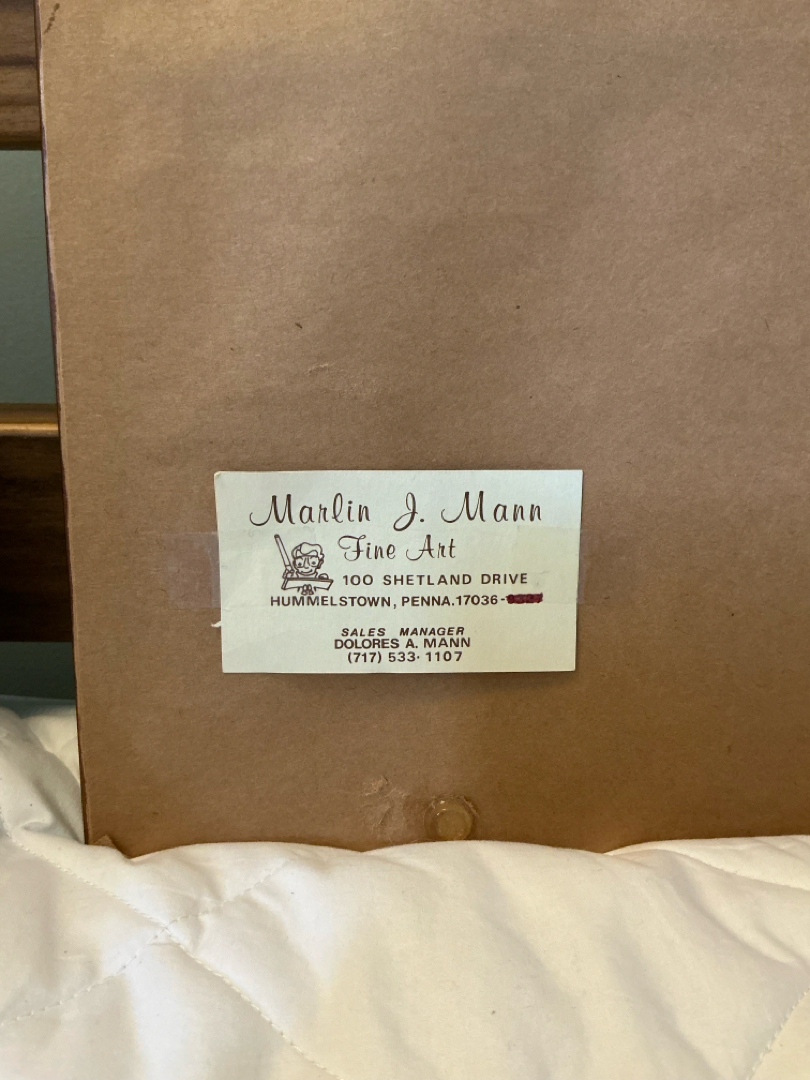 Marlin J. Mann
Fine Art
100 SHETLAND DRIVE
HUMMELSTOWN, PENNA.17036-
SALES MANAGER
DOLORES A. MANN
(717) 533-1107